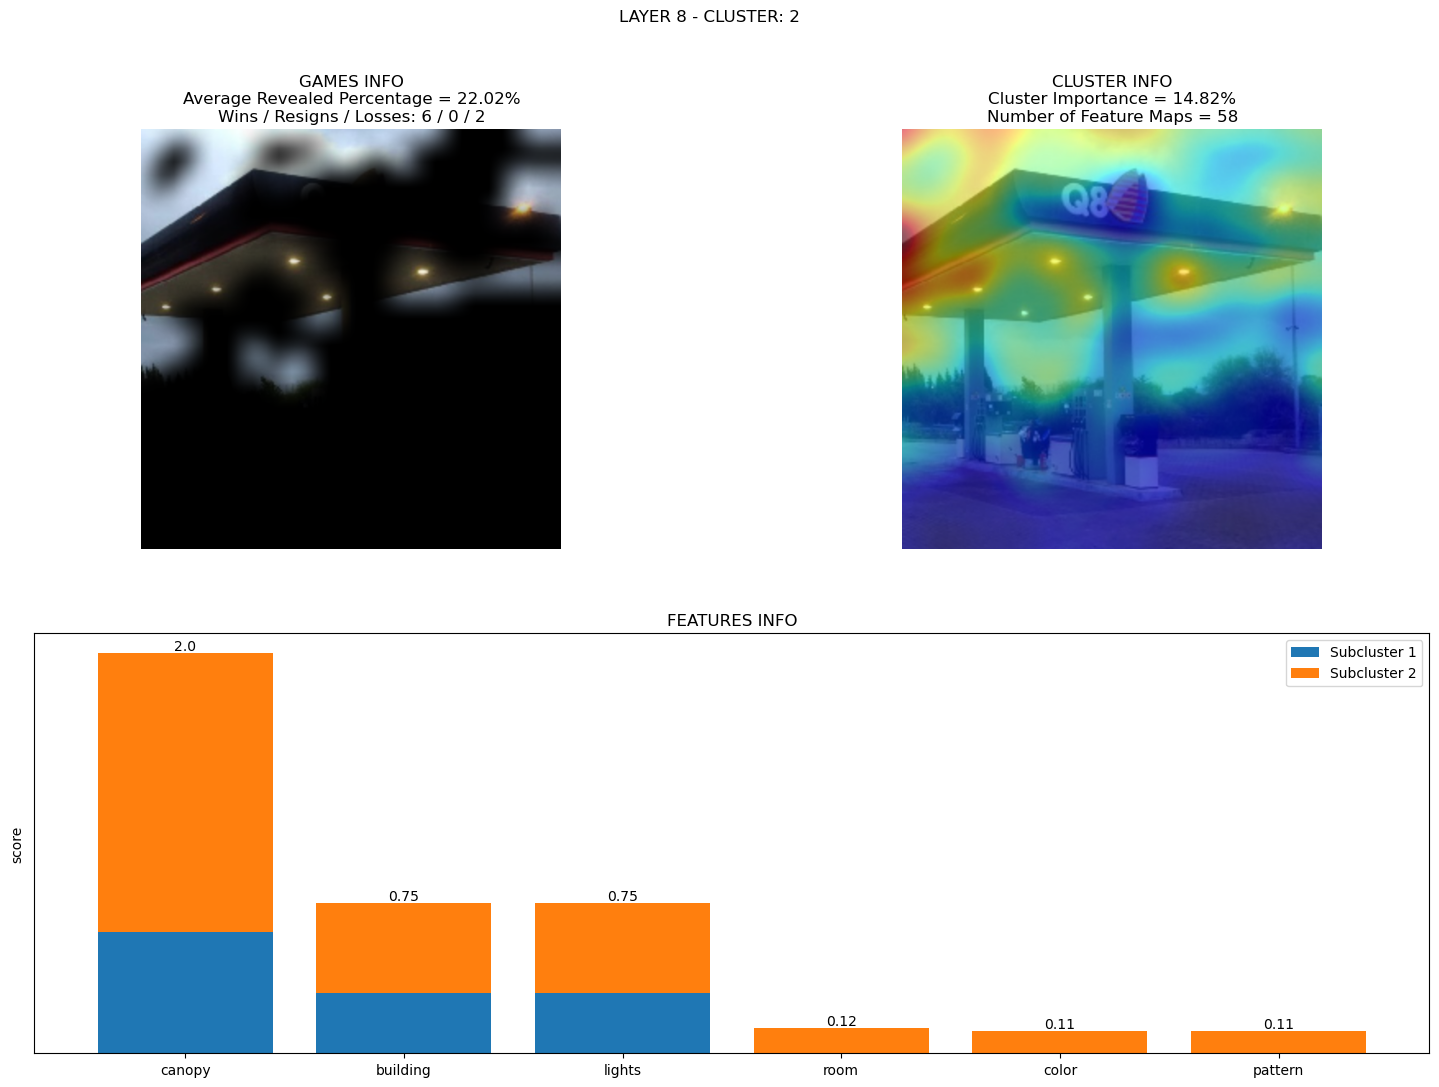 LAYER 8 - CLUSTER: 2
GAMES INFO
Average Revealed Percentage = 22.02%
Wins / Resigns / Losses: 6 / 0 / 2
CLUSTER INFO
Cluster Importance = 14.82%
Number of Feature Maps = 58
Q8
FEATURES INFO
score
2.0
0.75
0.75
0.12
0.11
0.11
Subcluster 1
Subcluster 2
canopy
building
lights
room
color
pattern